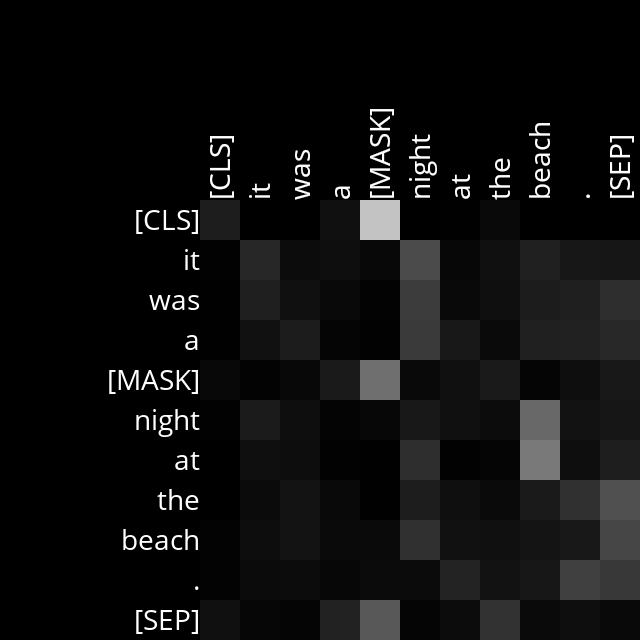 [CLS] it was a [MASK] night at the beach . [SEP]
[CLS]
it
was
a
[MASK]
night
at
the
beach
.
[SEP]